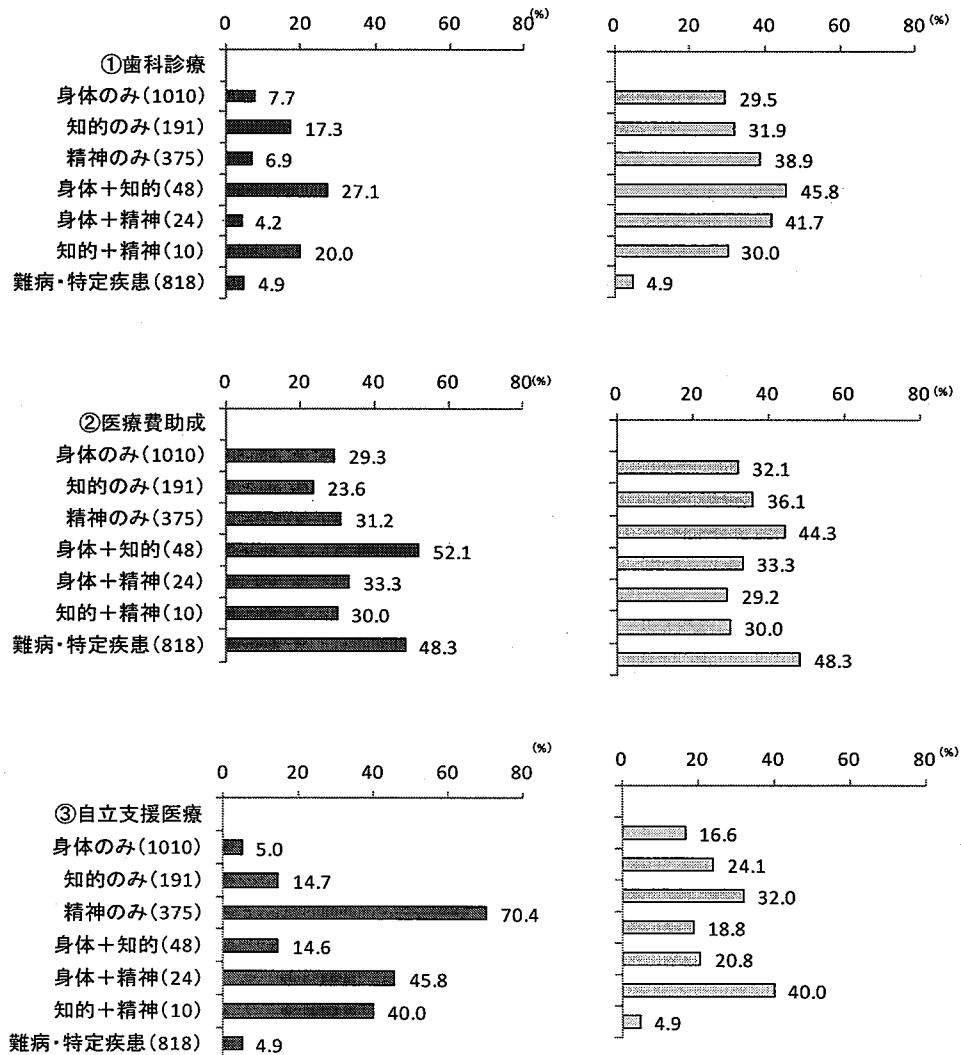 0 20 40 60 80 (%) 0 20 40 60 80 (%)
①歯科診療
身体のみ(1010) 7.7 29.5
知的のみ(191) 17.3 31.9
精神のみ(375) 6.9 38.9
身体+知的(48) 27.1 45.8
身体+精神(24) 4.2 41.7
知的+精神(10) 20.0 30.0
難病・特定疾患(818) 4.9 4.9
0 20 40 60 80(%) 0 20 40 60 80 (%)
②医療費助成
身体のみ(1010) 29.3 32.1
知的のみ(191) 23.6 36.1
精神のみ(375) 31.2 44.3
身体+知的(48) 52.1 33.3
身体+精神(24) 33.3 29.2
知的+精神(10) 30.0 30.0
難病・特定疾患(818) 48.3 48.3
0 20 40 60 80 (%) 0 20 40 60 80 (%)
③自立支援医療
身体のみ(1010) 5.0 16.6
知的のみ(191) 14.7 24.1
精神のみ(375) 70.4 32.0
身体+知的(48) 14.6 18.8
身体+精神(24) 45.8 20.8
知的+精神(10) 40.0 40.0
難病・特定疾患(818) 4.9 4.9